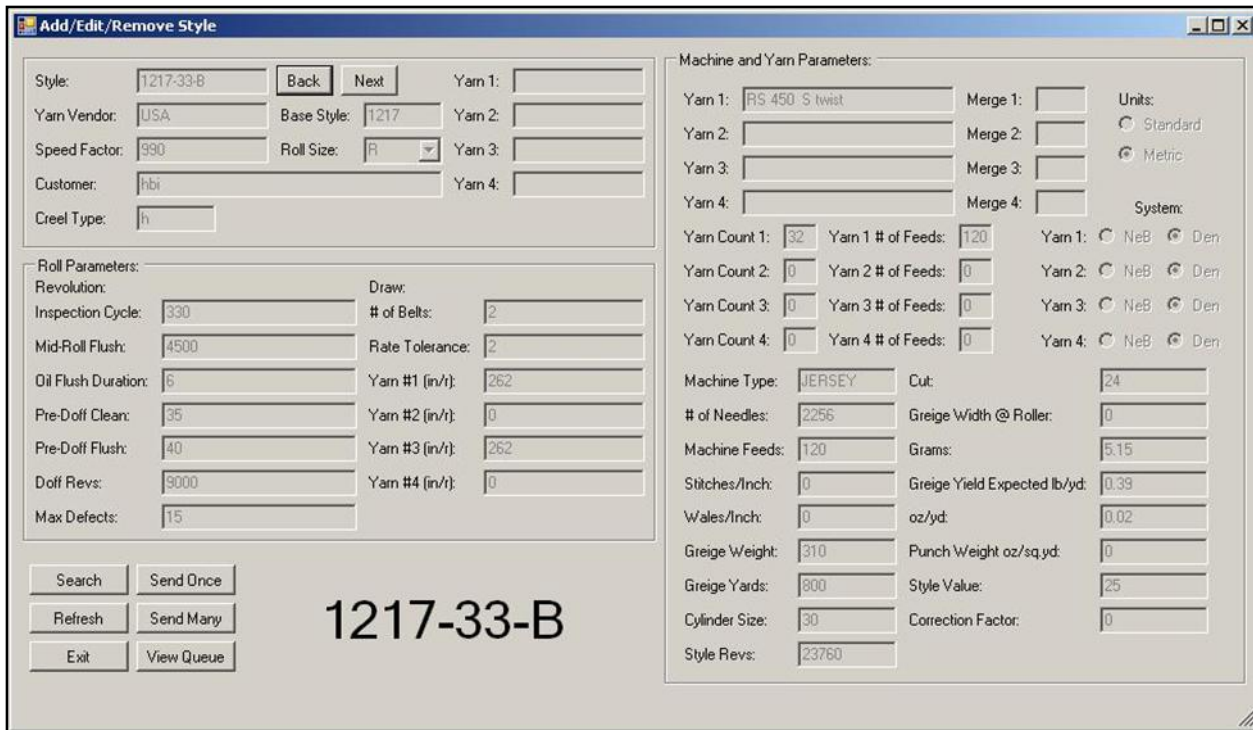 Add/Edit/Remove Style
Style: 1217-33-B Back Next Yarn 1:
Yarn Vendor: USA Base Style: 1217 Yarn 2:
Speed Factor: 990 Roll Size: R Yarn 3:
Customer: hbi Yarn 4:
Creel Type: h
Roll Parameters:
Revolution: Draw:
Inspection Cycle: 330 # of Belts: 2
Mid-Roll Flush: 4500 Rate Tolerance: 2
Oil Flush Duration: 6 Yarn #1 (in/r): 262
Pre-Doff Clean: 35 Yarn #2 (in/r): 0
Pre-Doff Flush: 40 Yarn #3 (in/r): 262
Doff Revs: 9000 Yarn #4 (in/r): 0
Max Defects: 15
Search Send Once
Refresh Send Many
Exit View Queue
1217-33-B
Machine and Yarn Parameters:
Yarn 1: RS 450 S twist Merge 1: Units:
Yarn 2: Merge 2: Standard
Yarn 3: Merge 3: Metric
Yarn 4: Merge 4: System:
Yarn Count 1: 32 Yarn 1 # of Feeds: 120 Yarn 1: NeB Den
Yarn Count 2: 0 Yarn 2 # of Feeds: 0 Yarn 2: NeB Den
Yarn Count 3: 0 Yarn 3 # of Feeds: 0 Yarn 3: NeB Den
Yarn Count 4: 0 Yarn 4 # of Feeds: 0 Yarn 4: NeB Den
Machine Type: JERSEY Cut: 24
# of Needles: 2256 Greige Width @ Roller: 0
Machine Feeds: 120 Grams: 5.15
Stitches/Inch: 0 Greige Yield Expected lb/yd: 0.39
Wales/Inch: 0 oz/yd: 0.02
Greige Weight: 310 Punch Weight oz/sq.yd: 0
Greige Yards: 800 Style Value: 25
Cylinder Size: 30 Correction Factor: 0
Style Revs: 23760